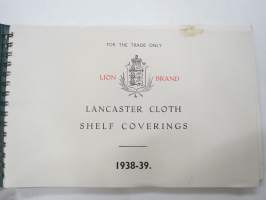 FOR THE TRADE ONLY
LION BRAND
LANCASTER CLOTH
SHELF COVERINGS
1938-39.